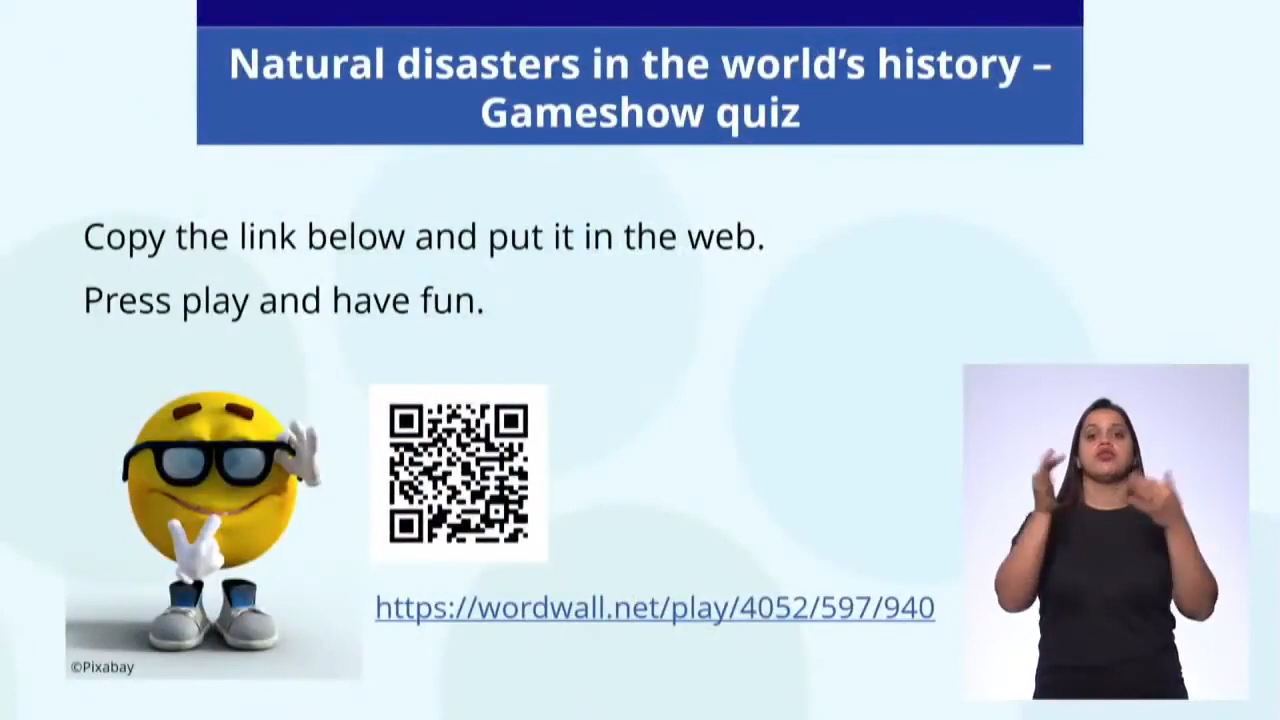 Natural disasters in the world’s history –
Gameshow quiz
Copy the link below and put it in the web.
Press play and have fun.
https://wordwall.net/play/4052/597/940
©Pixabay